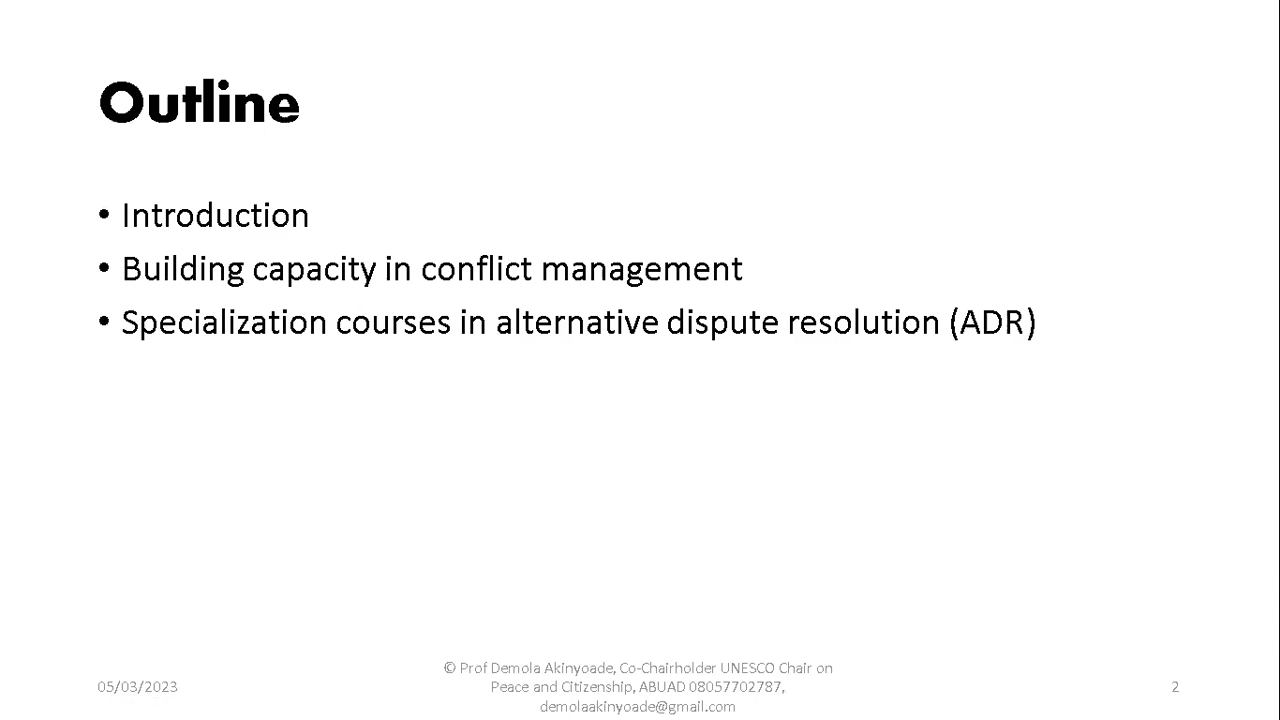 Outline
• Introduction
• Building capacity in conflict management
• Specialization courses in alternative dispute resolution (ADR)
05/03/2023
© Prof Demola Akinyoade, Co-Chairholder UNESCO Chair on
Peace and Citizenship, ABUAD 08057702787,
demolaakinyoade@gmail.com
2